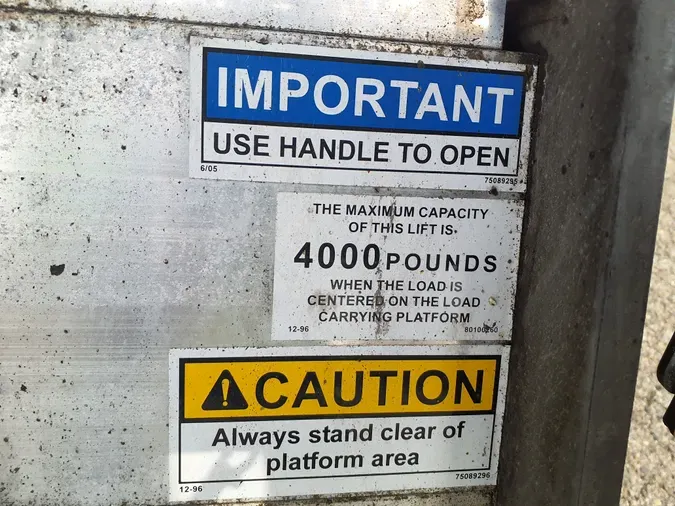 IMPORTANT
USE HANDLE TO OPEN
6/05 75089295
THE MAXIMUM CAPACITY
OF THIS LIFT IS
4000 POUNDS
WHEN THE LOAD IS
CENTERED ON THE LOAD
CARRYING PLATFORM
12-96 80100260
CAUTION
Always stand clear of
platform area
12-96 75089296